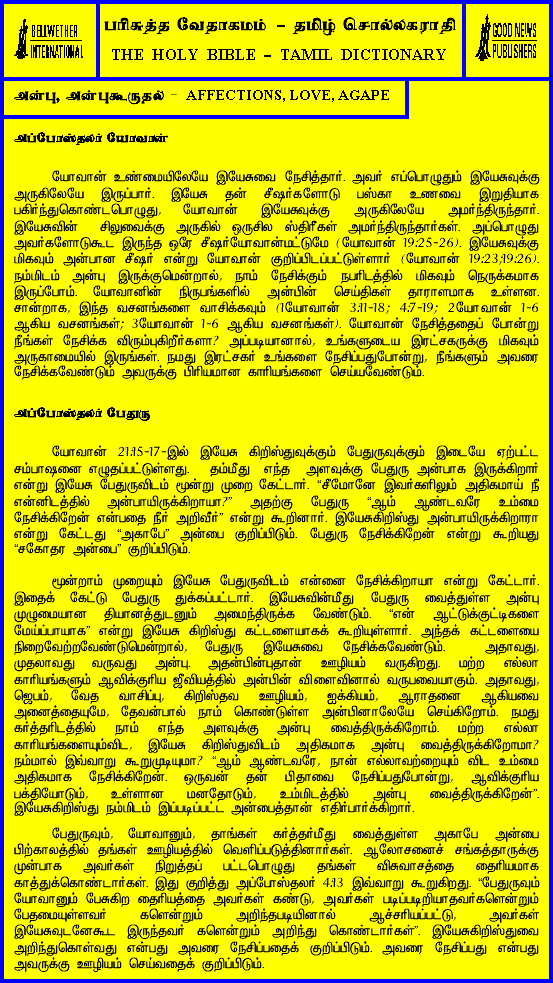 BELLWETHER
INTERNATIONAL
பரிசுத்த வேதாகமம் - தமிழ் சொல்லகராதி
THE HOLY BIBLE - TAMIL DICTIONARY
GOOD NEWS
PUBLISHERS
அன்பு, அன்புகூருதல் - AFFECTIONS, LOVE, AGAPE
அப்போஸ்தலர் யோவான்
யோவான் உண்மையிலேயே இயேசுவை நேசித்தார். அவர் எப்பொழுதும் இயேசுவுக்கு
அருகிலேயே இருப்பார். இயேசு தன் சீஷர்களோடு பஸ்கா உணவை இறுதியாக
பகிர்ந்துகொண்டபொழுது, யோவான் இயேசுவுக்கு அருகிலேயே அமர்ந்திருந்தார்.
இயேசுவின் சிலுவைக்கு அருகில் ஒருசில ஸ்திரீகள் அமர்ந்திருந்தார்கள். அப்பொழுது
அவர்களோடுகூட இருந்த ஒரே சீஷர்யோவான்மட்டுமே (யோவான் 19:25-26). இயேசுவுக்கு
மிகவும் அன்பான சீஷர் என்று யோவான் குறிப்பிடப்பட்டுள்ளார் (யோவான் 19:23;19:26).
நம்மிடம் அன்பு இருக்குமென்றால், நாம் நேசிக்கும் நபரிடத்தில் மிகவும் நெருக்கமாக
இருப்போம். யோவானின் நிருபங்களில் அன்பின் செய்திகள் தாராளமாக உள்ளன.
சான்றாக, இந்த வசனங்களை வாசிக்கவும் (1யோவான் 3:11-18; 4:7-19; 2யோவான் 1-6
ஆகிய வசனங்கள்; 3யோவான் 1-6 ஆகிய வசனங்கள்). யோவான் நேசித்ததைப் போன்று
நீங்கள் நேசிக்க விரும்புகிறீர்களா? அப்படியானால், உங்களுடைய இரட்சகருக்கு மிகவும்
அருகாமையில் இருங்கள். நமது இரட்சகர் உங்களை நேசிப்பதுபோன்று, நீங்களும் அவரை
நேசிக்கவேண்டும் அவருக்கு பிரியமான காரியங்களை செய்யவேண்டும்.
அப்போஸ்தலர் பேதுரு
யோவான் 21:15-17-இல் இயேசு கிறிஸ்துவுக்கும் பேதுருவுக்கும் இடையே ஏற்பட்ட
சம்பாஷனை எழுதப்பட்டுள்ளது. தம்மீது எந்த அளவுக்கு பேதுரு அன்பாக இருக்கிறார்
என்று இயேசு பேதுருவிடம் மூன்று முறை கேட்டார். “சீமோனே இவர்களிலும் அதிகமாய் நீ
என்னிடத்தில் அன்பாயிருக்கிறாயா?” அதற்கு பேதுரு “ஆம் ஆண்டவரே உம்மை
நேசிக்கிறேன் என்பதை நீர் அறிவீர்” என்று கூறினார். இயேசுகிறிஸ்து அன்பாயிருக்கிறாரா
என்று கேட்டது “அகாபே” அன்பை குறிப்பிடும். பேதுரு நேசிக்கிறேன் என்று கூறியது
“சகோதர அன்பை” குறிப்பிடும்.
மூன்றாம் முறையும் இயேசு பேதுருவிடம் என்னை நேசிக்கிறாயா என்று கேட்டார்.
இதைக் கேட்டு பேதுரு துக்கப்பட்டார். இயேசுவின்மீது பேதுரு வைத்துள்ள அன்பு
முழுமையான தியானத்துடனும் அமைந்திருக்க வேண்டும். “என் ஆட்டுக்குட்டிகளை
மேய்ப்பாயாக” என்று இயேசு கிறிஸ்து கட்டளையாகக் கூறியுள்ளார். அந்தக் கட்டளையை
நிறைவேற்றவேண்டுமென்றால், பேதுரு இயேசுவை நேசிக்கவேண்டும். அதாவது,
முதலாவது வருவது அன்பு. அதன்பின்புதான் ஊழியம் வருகிறது. மற்ற எல்லா
காரியங்களும் ஆவிக்குரிய ஜீவியத்தில் அன்பின் விளைவினால் வருபவையாகும். அதாவது,
ஜெபம், வேத வாசிப்பு, கிறிஸ்தவ ஊழியம், ஐக்கியம், ஆராதனை ஆகியவை
அனைத்தையுமே, தேவன்பால் நாம் கொண்டுள்ள அன்பினாலேயே செய்கிறோம். நமது
கர்த்தரிடத்தில் நாம் எந்த அளவுக்கு அன்பு வைத்திருக்கிறோம். மற்ற எல்லா
காரியங்களையும்விட, இயேசு கிறிஸ்துவிடம் அதிகமாக அன்பு வைத்திருக்கிறோமா?
நம்மால் இவ்வாறு கூறுமுடியுமா? “ஆம் ஆண்டவரே, நான் எல்லாவற்றையும் விட உம்மை
அதிகமாக நேசிக்கிறேன். ஒருவன் தன் பிதாவை நேசிப்பதுபோன்று, ஆவிக்குரிய
பக்தியோடும், உள்ளான மனதோடும், உம்மிடத்தில் அன்பு வைத்திருக்கிறேன்”.
இயேசுகிறிஸ்து நம்மிடம் இப்படிப்பட்ட அன்பைத்தான் எதிர்பார்க்கிறார்.
பேதுருவும், யோவானும், தாங்கள் கர்த்தர்மீது வைத்துள்ள அகாபே அன்பை
பிற்காலத்தில் தங்கள் ஊழியத்தில் வெளிப்படுத்தினார்கள். ஆலோசனைச் சங்கத்தாருக்கு
முன்பாக அவர்கள் நிறுத்தப் பட்டபொழுது தங்கள் விசுவாசத்தை தைரியமாக
காத்துக்கொண்டார்கள். இது குறித்து அப்போஸ்தலர் 4:13 இவ்வாறு கூறுகிறது. “பேதுருவும்
யோவானும் பேசுகிற தைரியத்தை அவர்கள் கண்டு, அவர்கள் படிப்பறியாதவர்களென்றும்
பேதமையுள்ளவர் களென்றும் அறிந்தபடியினால் ஆச்சரியப்பட்டு, அவர்கள்
இயேசுவுடனேகூட இருந்தவர் களென்றும் அறிந்து கொண்டார்கள்”. இயேசுகிறிஸ்துவை
அறிந்துகொள்வது என்பது அவரை நேசிப்பதைக் குறிப்பிடும். அவரை நேசிப்பது என்பது
அவருக்கு ஊழியம் செய்வதைக் குறிப்பிடும்.